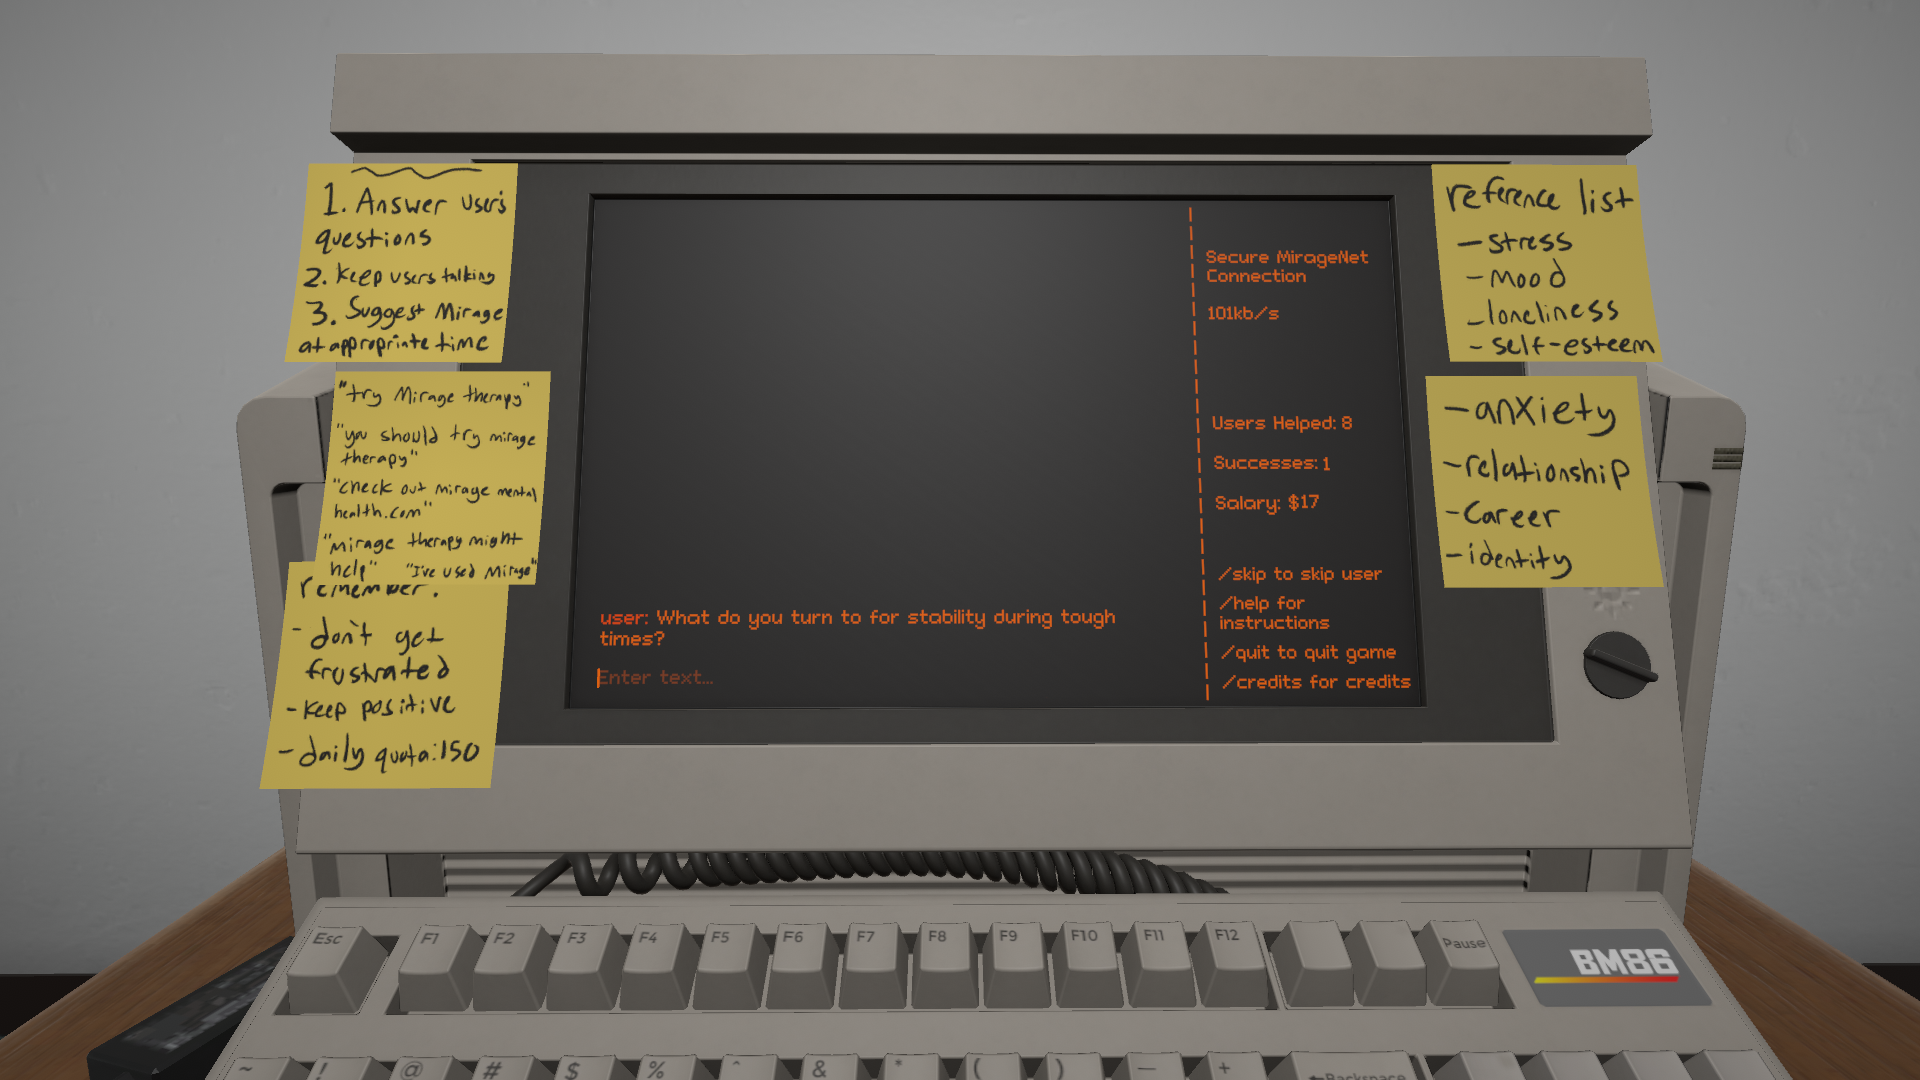 1. Answer users
questions
2. Keep users talking
3. Suggest Mirage
at appropriate time
"try Mirage therapy"
"you should try mirage
therapy"
"check out mirage mental
health.com"
"mirage therapy might
help" "I've used Mirage"
remember:
- don't get
frustrated
- keep positive
- daily quota: 150
user: What do you turn to for stability during tough
times?
Enter text...
Secure MirageNet
Connection
101kb/s
Users Helped: 8
Successes: 1
Salary: $17
/skip to skip user
/help for
instructions
/quit to quit game
/credits for credits
reference list
- stress
- Mood
- loneliness
- self-esteem
- anxiety
- relationship
- Career
- identity
Esc F1 F2 F3 F4 F5 F6 F7 F8 F9 F10 F11 F12 Pause
BM86
~ ! @ # $ % ^ & * ( ) — + ←Backspace